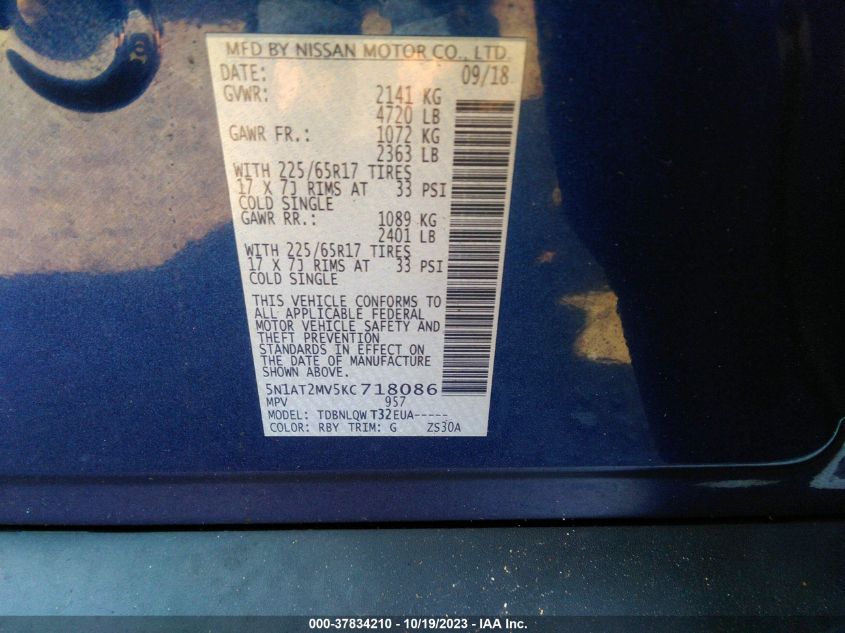 MFD BY NISSAN MOTOR CO., LTD.
DATE: 09/18
GVWR: 2141 KG
4720 LB
GAWR FR.: 1072 KG
2363 LB
WITH 225/65R17 TIRES
17 X 7J RIMS AT 33 PSI
COLD SINGLE
GAWR RR.: 1089 KG
2401 LB
WITH 225/65R17 TIRES
17 X 7J RIMS AT 33 PSI
COLD SINGLE
THIS VEHICLE CONFORMS TO
ALL APPLICABLE FEDERAL
MOTOR VEHICLE SAFETY AND
THEFT PREVENTION
STANDARDS IN EFFECT ON
THE DATE OF MANUFACTURE
SHOWN ABOVE.
5N1AT2MV5KC718086
MPV 957
MODEL: TDBNLQW T32EUA-----
COLOR: RBY TRIM: G ZS30A
000-37834210 - 10/19/2023 - IAA Inc.